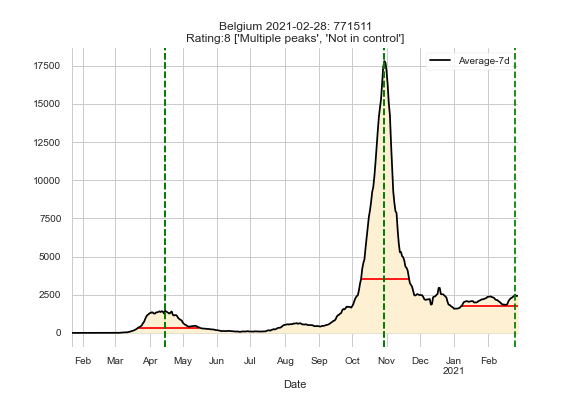 Belgium 2021-02-28: 771511
Rating:8 ['Multiple peaks', 'Not in control']
Average-7d
17500
15000
12500
10000
7500
5000
2500
0
Feb Mar Apr May Jun Jul Aug Sep Oct Nov Dec Jan Feb
2021
Date